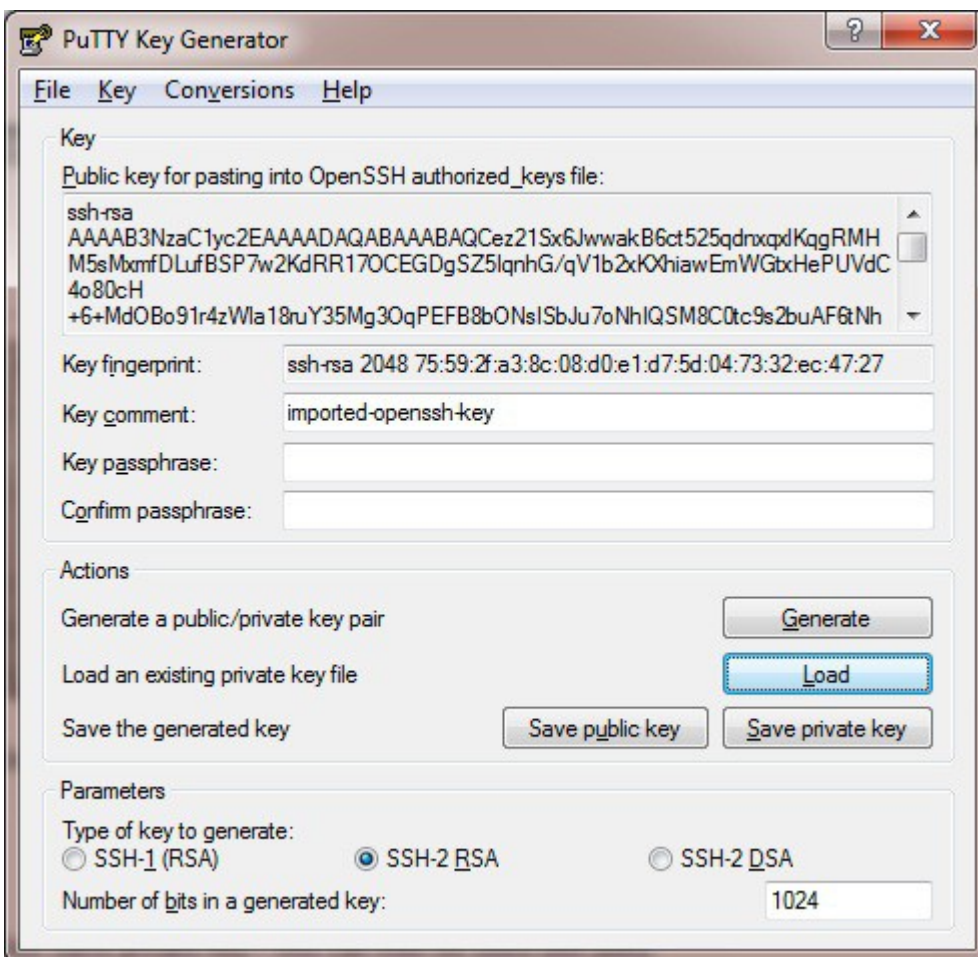 PuTTY Key Generator
File Key Conversions Help
Key
Public key for pasting into OpenSSH authorized_keys file:
ssh-rsa
AAAAB3NzaC1yc2EAAAADAQABAAABAQCez21Sx6JwwakB6ct525qdnxqxlKqgRMH
M5sMxmfDLufBSP7w2KdRR17OCEGDgSZ5lqnhG/qV1b2xKXhiawEmWGtxHePUVdC
4o80cH
+6+MdOBo91r4zWla18ruY35Mg3OqPEFB8bONsISbJu7oNhIQSM8C0tc9s2buAF6tNh
Key fingerprint: ssh-rsa 2048 75:59:2f:a3:8c:08:d0:e1:d7:5d:04:73:32:ec:47:27
Key comment: imported-openssh-key
Key passphrase:
Confirm passphrase:
Actions
Generate a public/private key pair Generate
Load an existing private key file Load
Save the generated key Save public key Save private key
Parameters
Type of key to generate:
SSH-1 (RSA) SSH-2 RSA SSH-2 DSA
Number of bits in a generated key: 1024